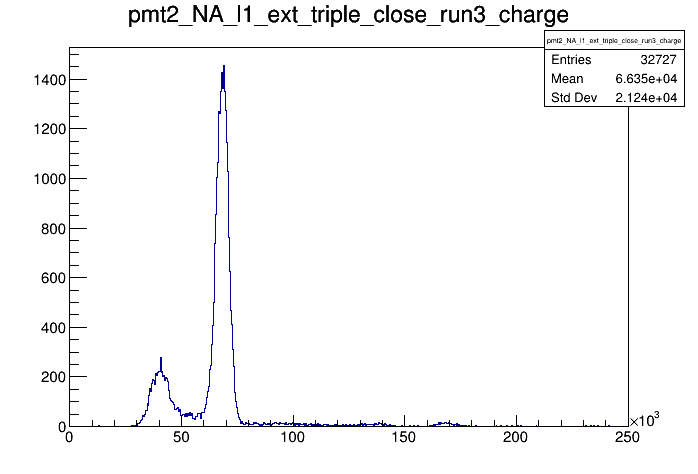 pmt2_NA_l1_ext_triple_close_run3_charge
pmt2_NA_l1_ext_triple_close_run3_charge
Entries 32727
Mean 6.635e+04
Std Dev 2.124e+04
1400
1200
1000
800
600
400
200
0
0 50 100 150 200 250
×10³